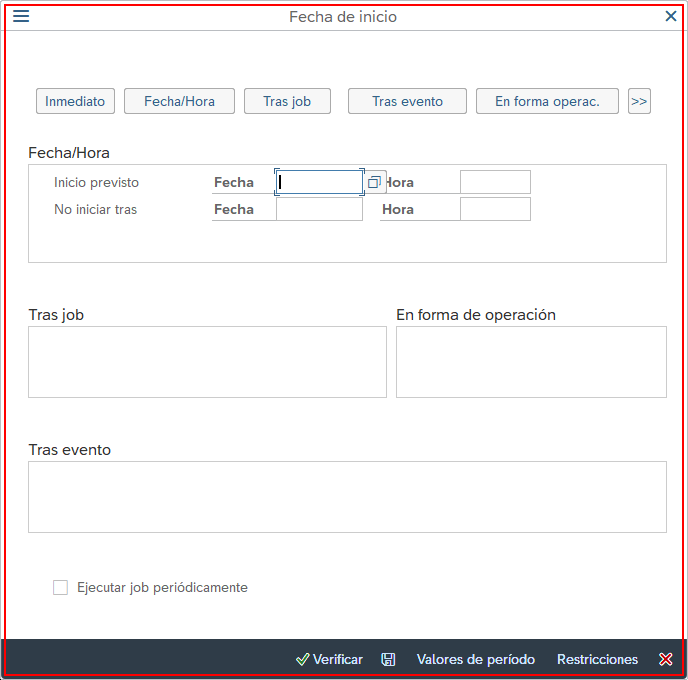 Fecha de inicio
Inmediato Fecha/Hora Tras job Tras evento En forma operac. >>
Fecha/Hora
Inicio previsto Fecha Hora
No iniciar tras Fecha Hora
Tras job En forma de operación
Tras evento
Ejecutar job periódicamente
Verificar Valores de período Restricciones